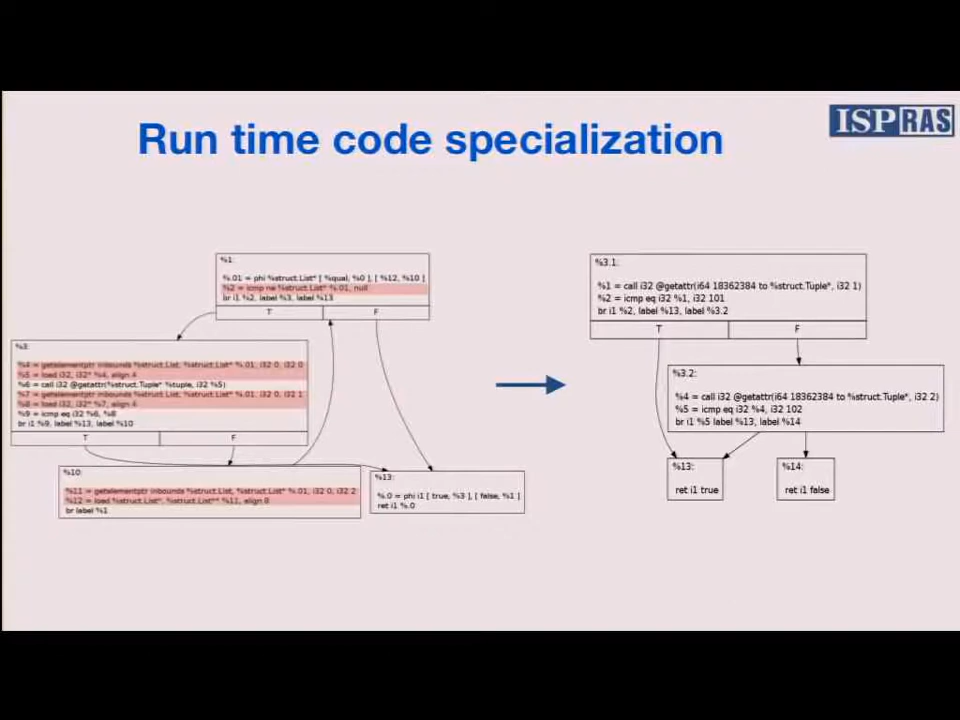 Run time code specialization
ISPRAS
%1:
%.01 = phi %struct.List* [ %qual, %0 ], [ %12, %10 ]
%2 = icmp ne %struct.List* %.01, null
br i1 %2, label %3, label %13
T F
%3:
%4 = getelementptr inbounds %struct.List, %struct.List* %.01, i32 0, i32 0
%5 = load i32, i32* %4, align 4
%6 = call i32 @getattr(%struct.Tuple* %tuple, i32 %5)
%7 = getelementptr inbounds %struct.List, %struct.List* %.01, i32 0, i32 1
%8 = load i32, i32* %7, align 4
%9 = icmp eq i32 %6, %8
br i1 %9, label %13, label %10
T F
%10:
%11 = getelementptr inbounds %struct.List, %struct.List* %.01, i32 0, i32 2
%12 = load %struct.List*, %struct.List** %11, align 8
br label %1
%13:
%.0 = phi i1 [ true, %3 ], [ false, %1 ]
ret i1 %.0
%3.1:
%1 = call i32 @getattr(i64 18362384 to %struct.Tuple*, i32 1)
%2 = icmp eq i32 %1, i32 101
br i1 %2, label %13, label %3.2
T F
%3.2:
%4 = call i32 @getattr(i64 18362384 to %struct.Tuple*, i32 2)
%5 = icmp eq i32 %4, i32 102
br i1 %5 label %13, label %14
%13:
ret i1 true
%14:
ret i1 false